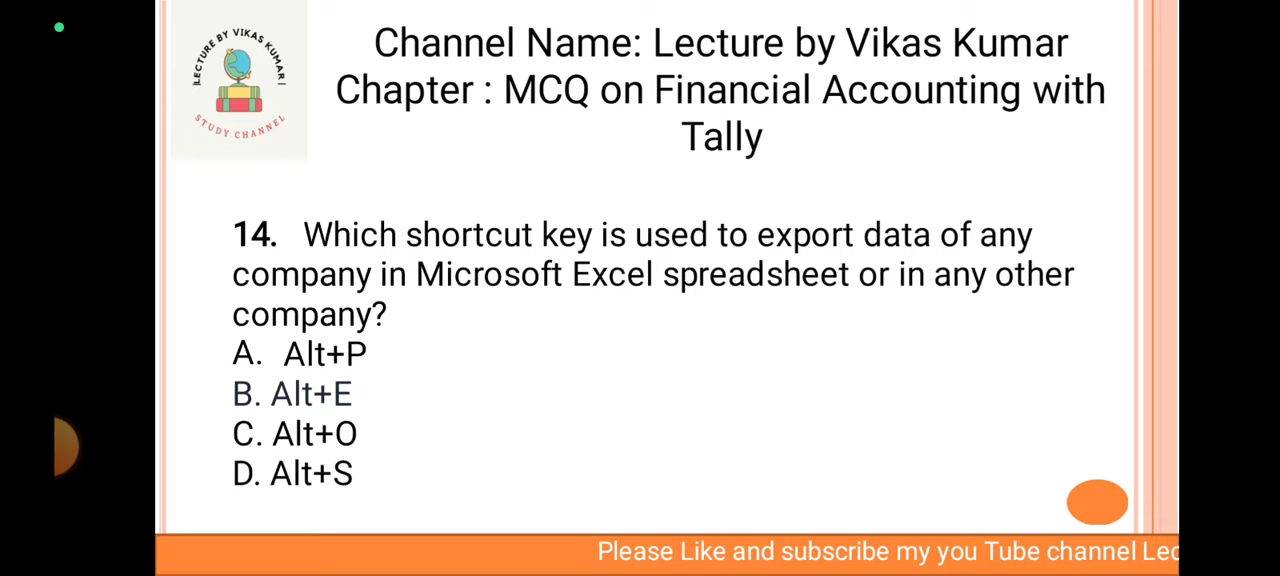 LECTURE BY VIKAS KUMAR
STUDY CHANNEL
Channel Name: Lecture by Vikas Kumar
Chapter : MCQ on Financial Accounting with
Tally
14. Which shortcut key is used to export data of any
company in Microsoft Excel spreadsheet or in any other
company?
A. Alt+P
B. Alt+E
C. Alt+O
D. Alt+S
Please Like and subscribe my you Tube channel Lec